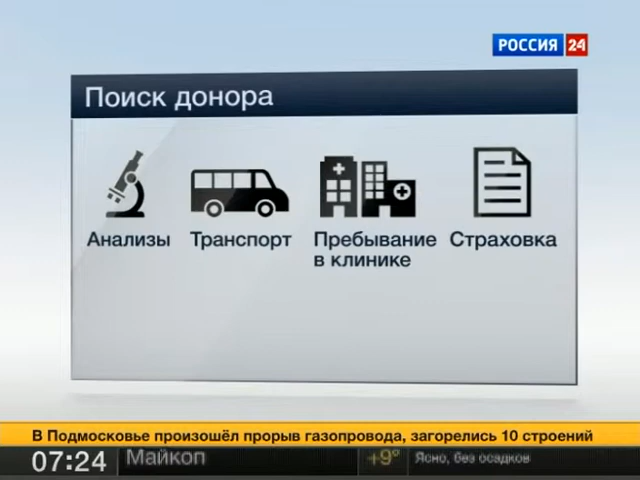 РОССИЯ 24
Поиск донора
Анализы
Транспорт
Пребывание
в клинике
Страховка
В Подмосковье произошёл прорыв газопровода, загорелись 10 строений
07:24
Майкоп
+9°
Ясно, без осадков